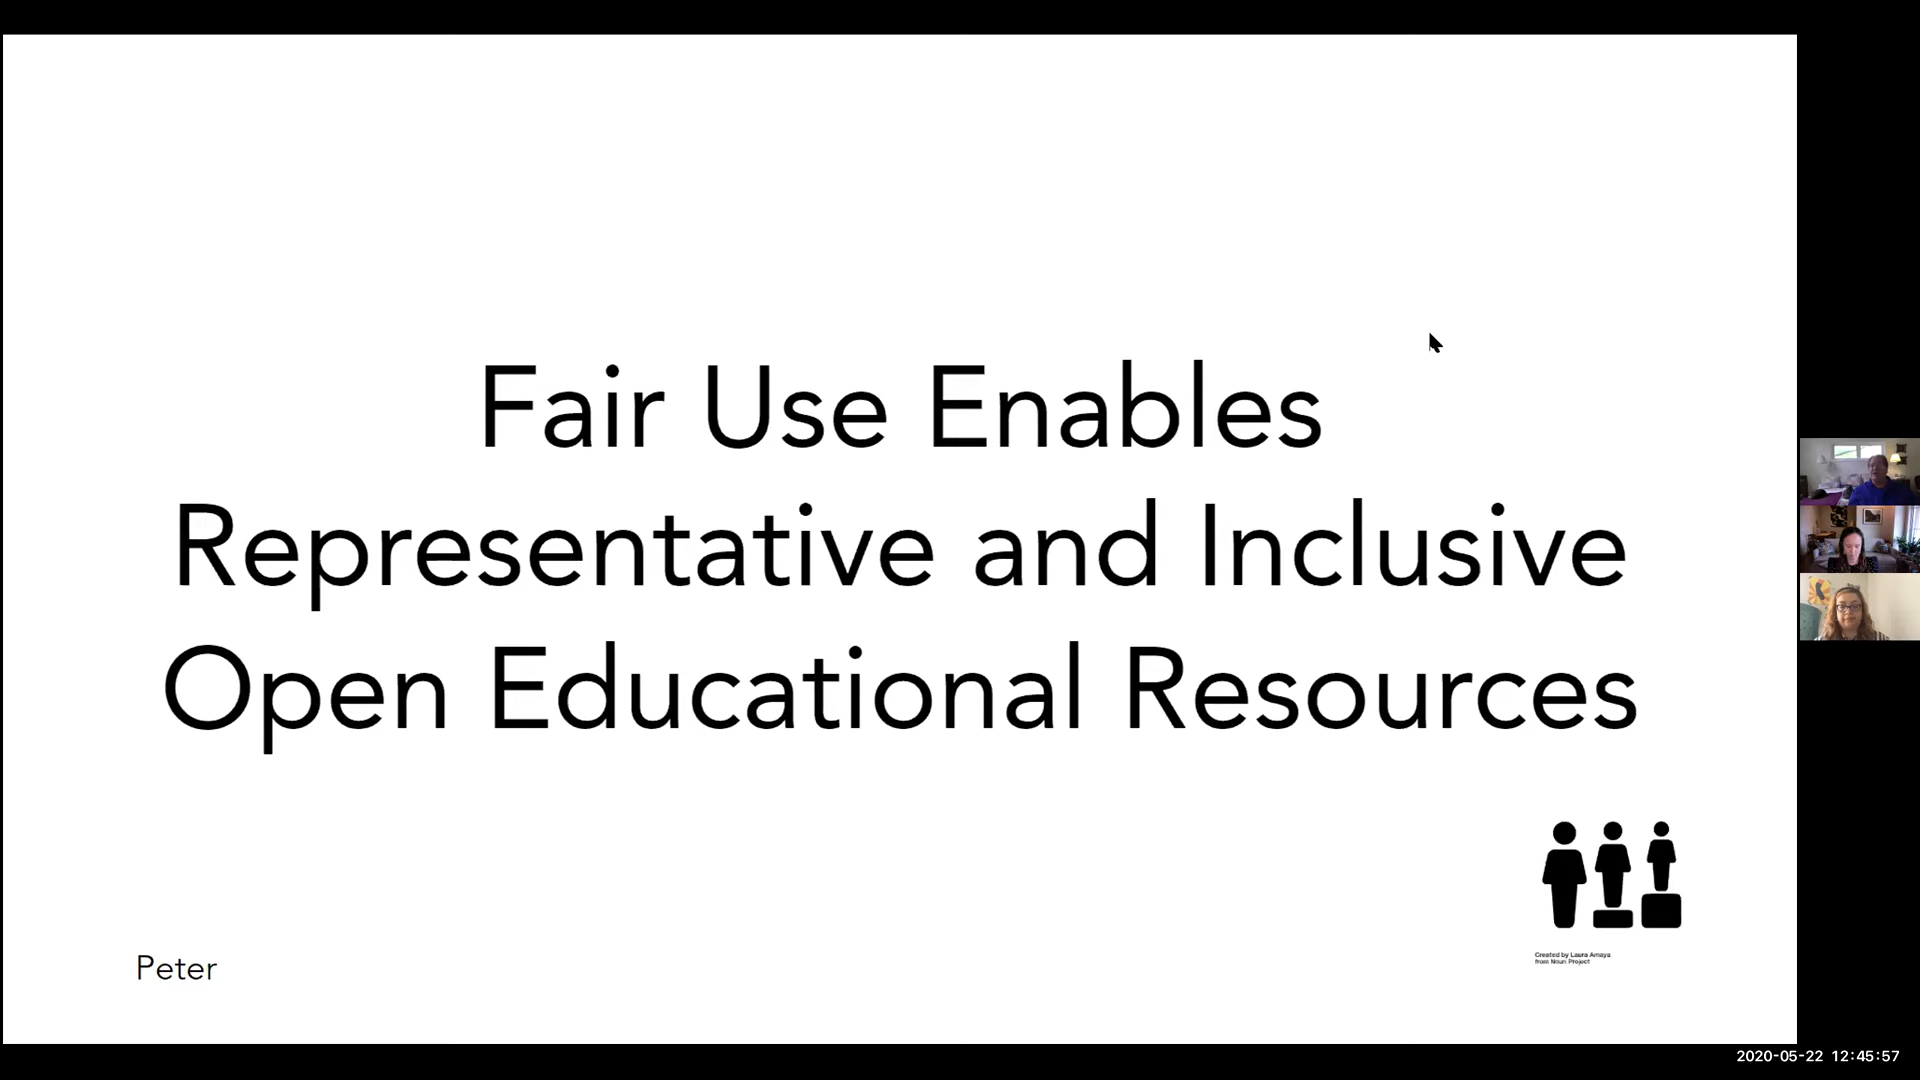 Fair Use Enables
Representative and Inclusive
Open Educational Resources
Peter
Created by Laura Amaya
from Noun Project
2020-05-22 12:45:57